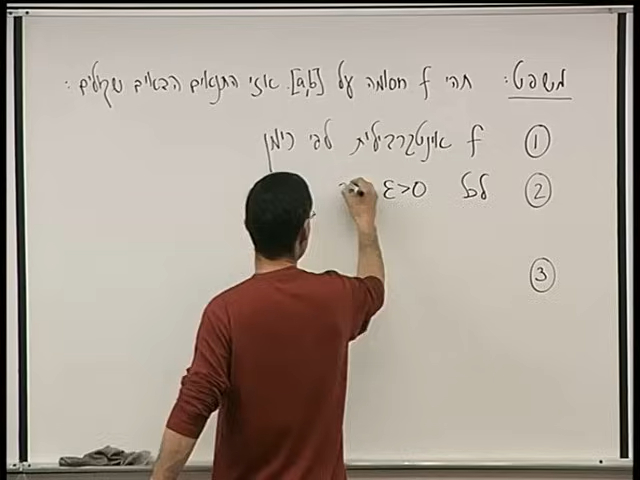 משפט: תהי f חסומה על [a,b]. אזי התנאים הבאים שקולים:
① f אינטגרבילית לפי רימן
② לכל ε>0
③